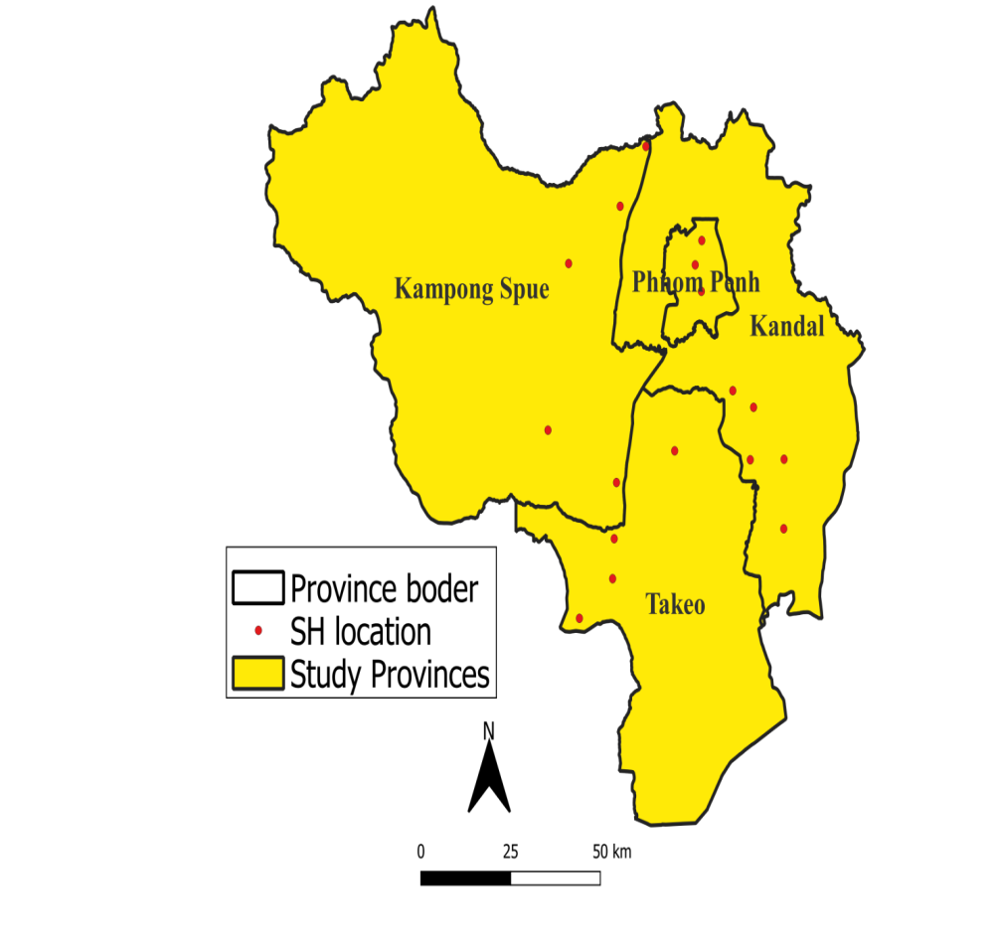 Kampong Spue
Phnom Penh
Kandal
Takeo
Province boder
SH location
Study Provinces
N
0 25 50 km